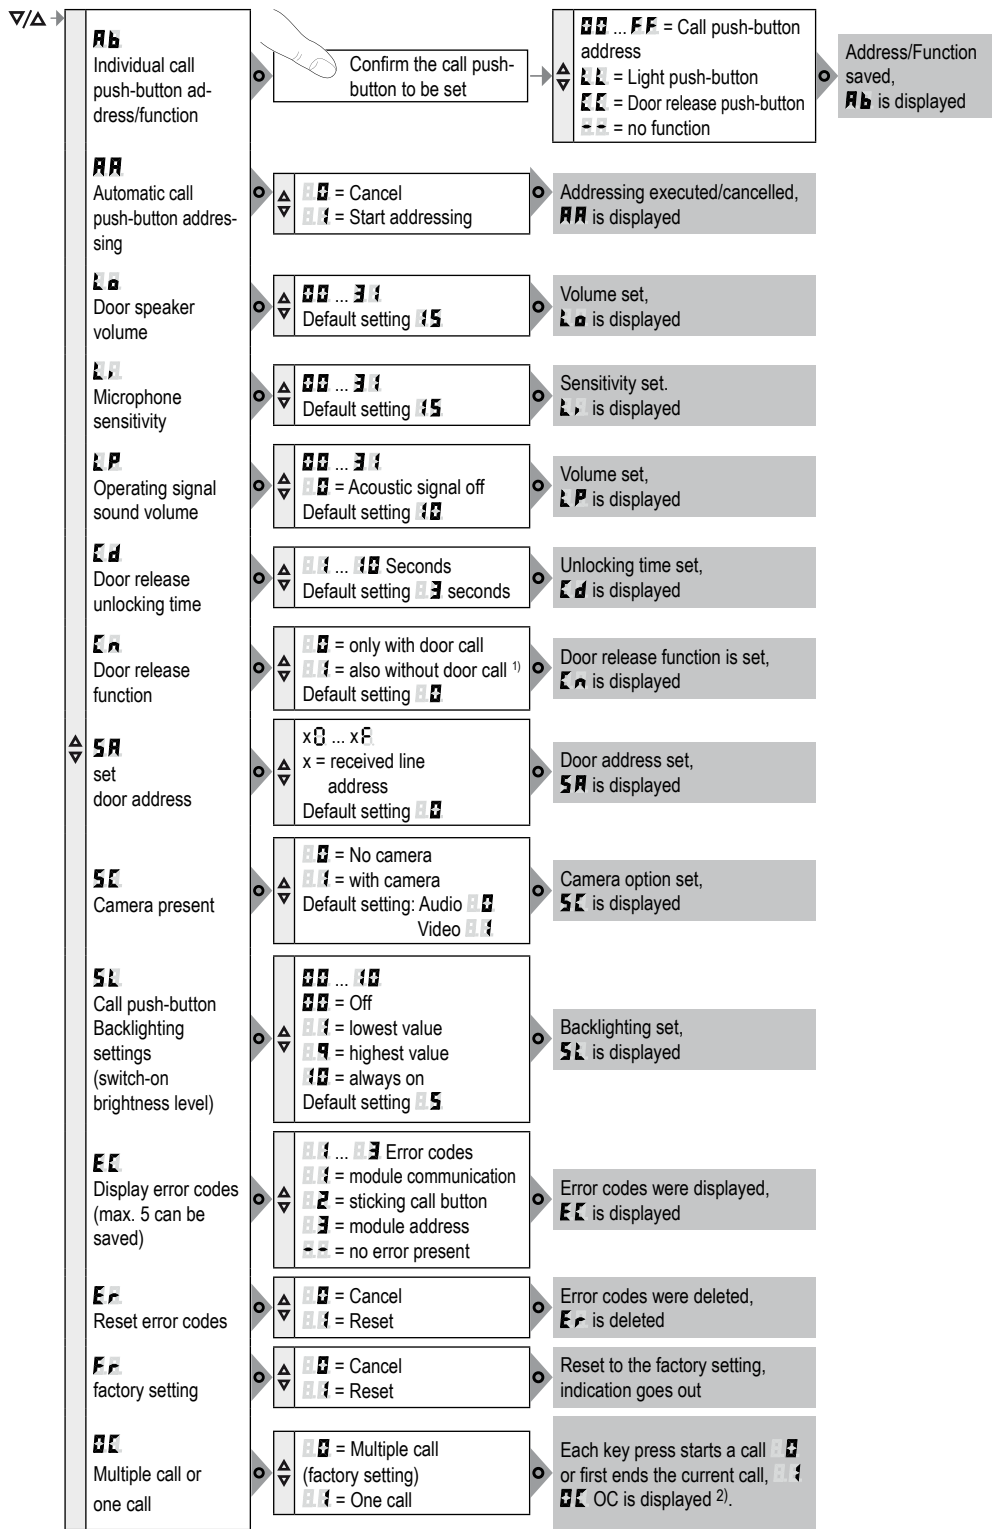 ∇/Δ
Ab
Individual call
push-button ad-
dress/function
Confirm the call push-
button to be set
00 ... FF = Call push-button
address
LL = Light push-button
CC = Door release push-button
-- = no function
Address/Function
saved,
Ab is displayed
AA
Automatic call
push-button addres-
sing
0 = Cancel
1 = Start addressing
Addressing executed/cancelled,
AA is displayed
Lo
Door speaker
volume
00 ... 31
Default setting 15
Volume set,
Lo is displayed
Li
Microphone
sensitivity
00 ... 31
Default setting 15
Sensitivity set.
Li is displayed
LP
Operating signal
sound volume
00 ... 31
0 = Acoustic signal off
Default setting 10
Volume set,
LP is displayed
Cd
Door release
unlocking time
1 ... 10 Seconds
Default setting 3 seconds
Unlocking time set,
Cd is displayed
Cn
Door release
function
0 = only with door call
1 = also without door call 1)
Default setting 0
Door release function is set,
Cn is displayed
SA
set
door address
x0 ... xF
x = received line
address
Default setting 0
Door address set,
SA is displayed
SC
Camera present
0 = No camera
1 = with camera
Default setting: Audio 0
Video 1
Camera option set,
SC is displayed
SL
Call push-button
Backlighting
settings
(switch-on
brightness level)
00 ... 10
00 = Off
1 = lowest value
9 = highest value
10 = always on
Default setting 5
Backlighting set,
SL is displayed
EC
Display error codes
(max. 5 can be
saved)
1 ... 3 Error codes
1 = module communication
2 = sticking call button
3 = module address
-- = no error present
Error codes were displayed,
EC is displayed
Er
Reset error codes
0 = Cancel
1 = Reset
Error codes were deleted,
Er is deleted
Fr
factory setting
0 = Cancel
1 = Reset
Reset to the factory setting,
indication goes out
OC
Multiple call or
one call
0 = Multiple call
(factory setting)
1 = One call
Each key press starts a call 0
or first ends the current call, 1
OC OC is displayed 2).